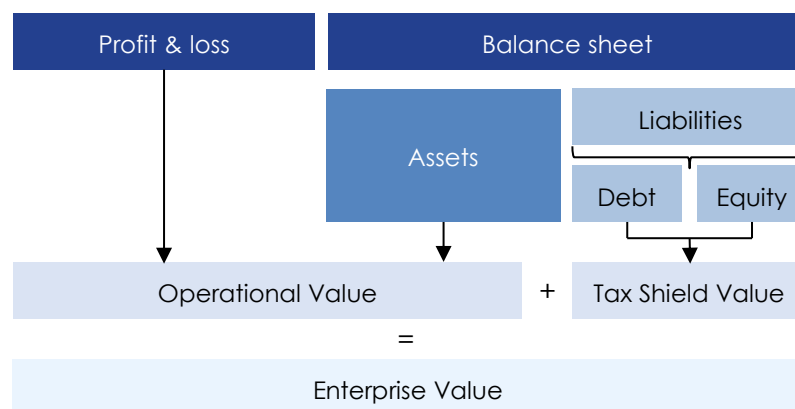 Profit & loss
Balance sheet
Assets
Liabilities
Debt
Equity
Operational Value
+
Tax Shield Value
=
Enterprise Value